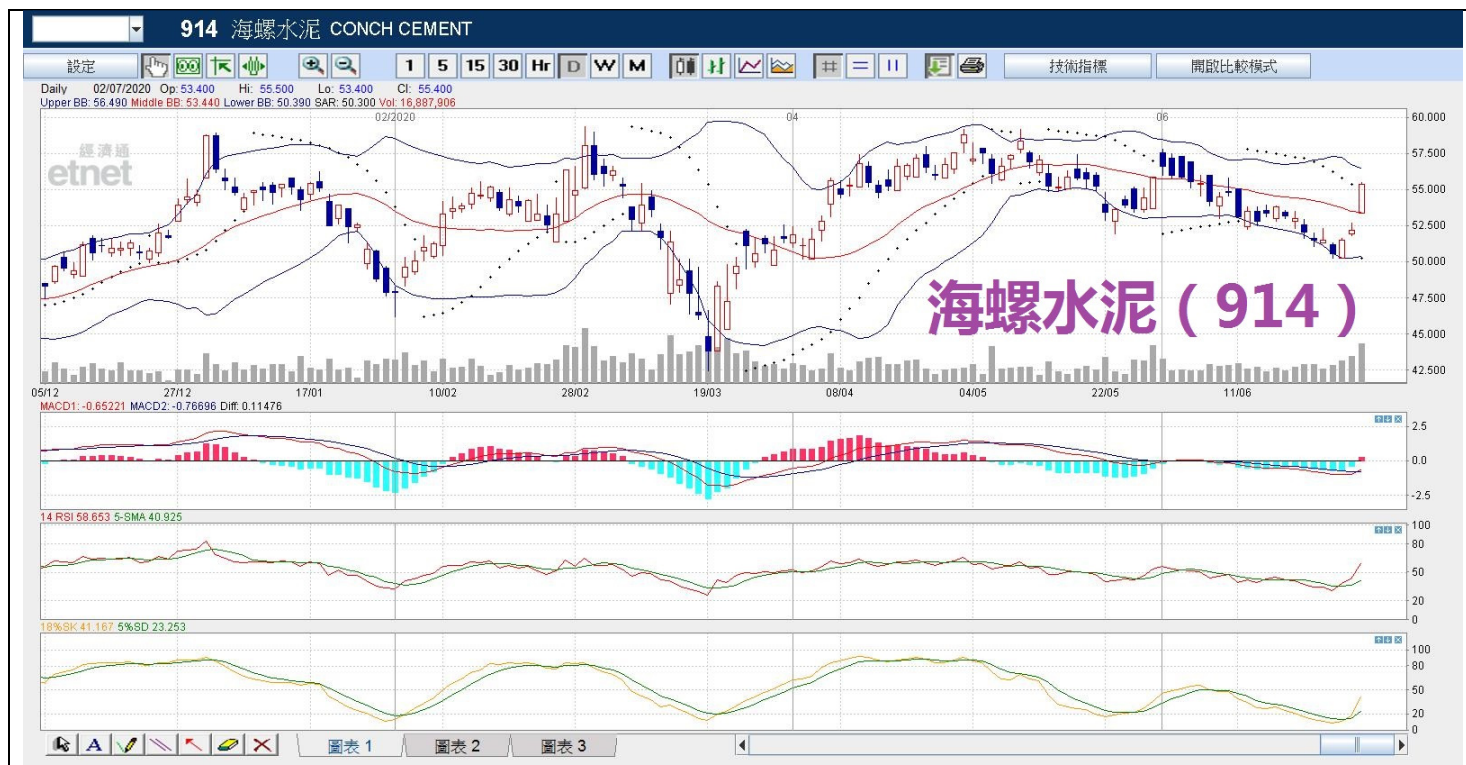 914 海螺水泥 CONCH CEMENT
設定 1 5 15 30 Hr D W M 技術指標 開啟比較模式
Daily 02/07/2020 Op: 53.400 Hi: 55.500 Lo: 53.400 Cl: 55.400
Upper BB: 56.490 Middle BB: 53.440 Lower BB: 50.390 SAR: 50.300 Vol: 16,887,906
02/2020 04 06
60.000
經濟通
etnet
57.500
55.000
52.500
50.000
海螺水泥（914）
47.500
45.000
42.500
05/12 27/12 17/01 10/02 28/02 19/03 08/04 04/05 22/05 11/06
MACD1: -0.65221 MACD2: -0.76696 Diff: 0.11476
2.5
0.0
-2.5
14 RSI 58.653 5-SMA 40.925
100
80
50
20
0
18%SK 41.167 5%SD 23.253
100
80
50
20
0
A 圖表 1 圖表 2 圖表 3